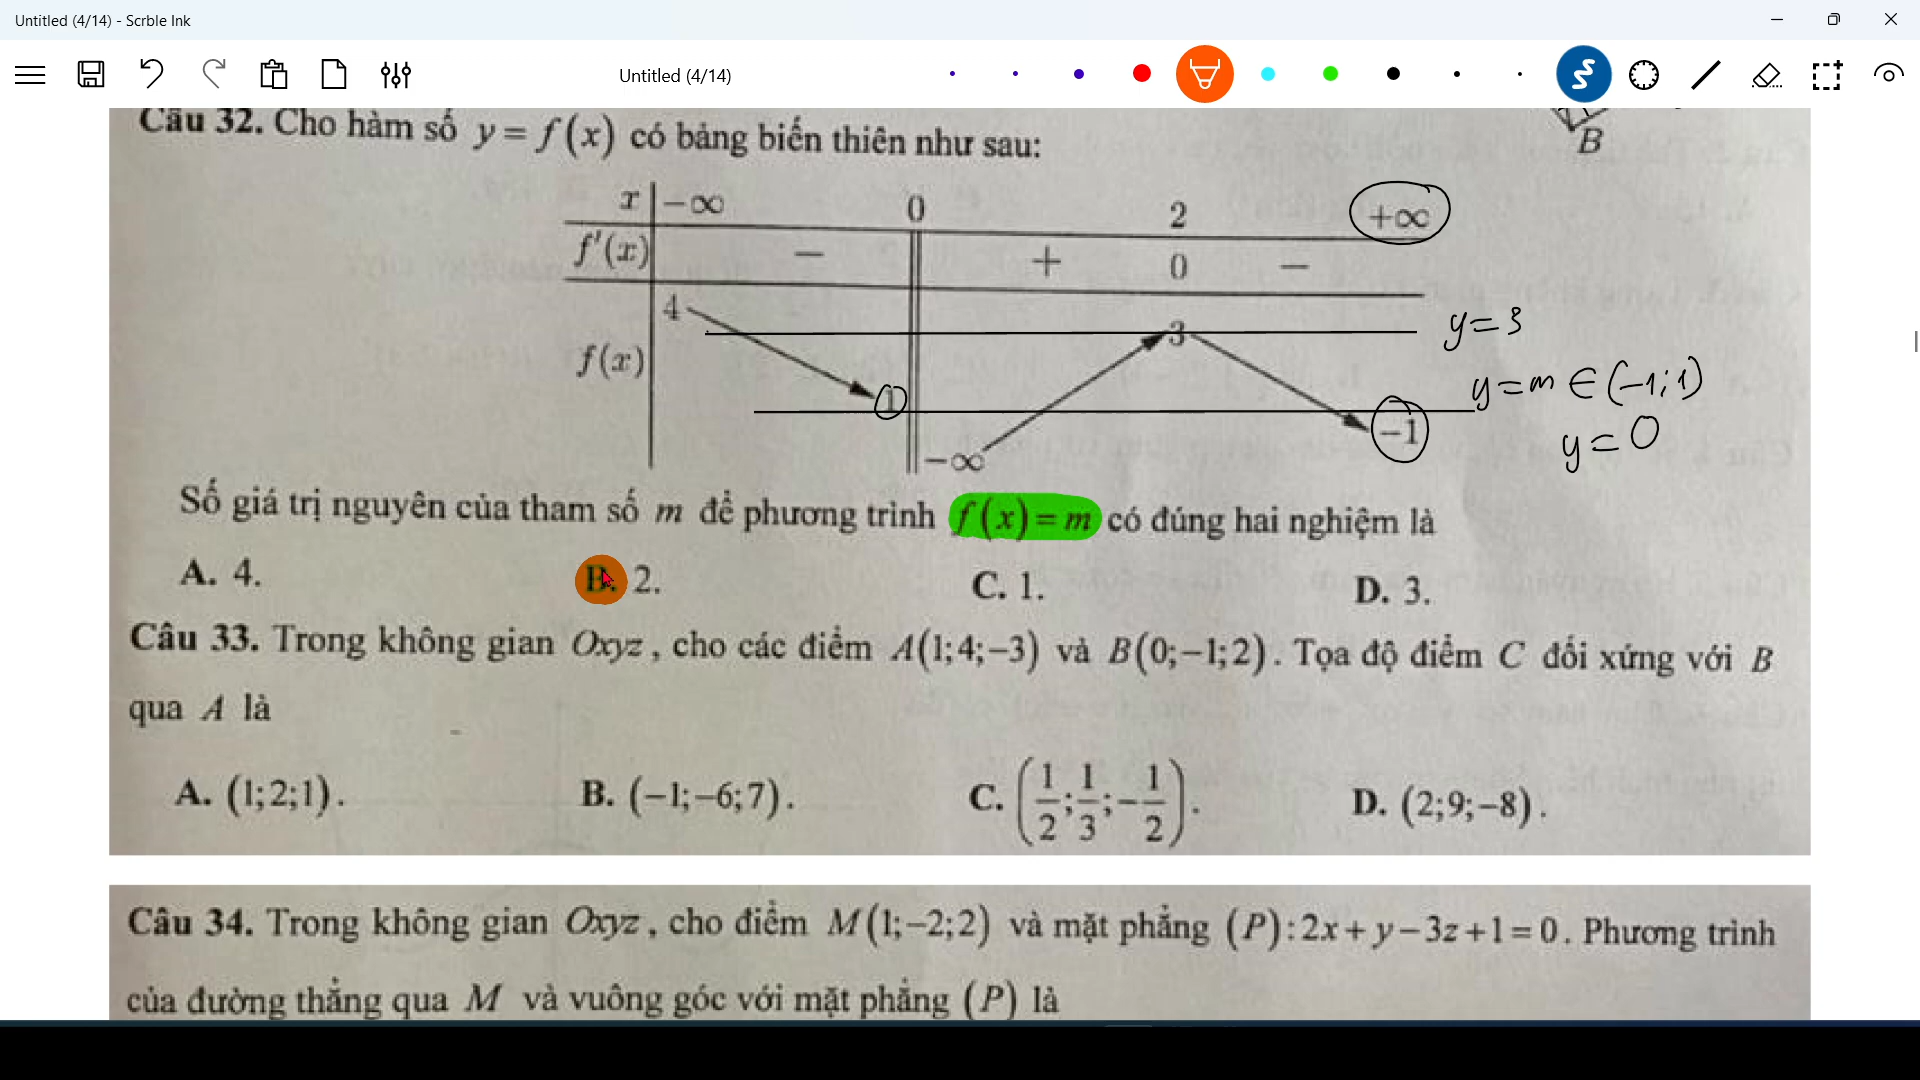 Untitled (4/14) - Scrble Ink
Untitled (4/14)
Câu 32. Cho hàm số y = f(x) có bảng biến thiên như sau:
B
x −∞ 0 2 +∞
f'(x) − + 0 −
4 3 y = 3
f(x) 1 −1 y = m ∈ (−1; 1)
−∞ y = 0
Số giá trị nguyên của tham số m để phương trình f(x) = m có đúng hai nghiệm là
A. 4. B. 2. C. 1. D. 3.
Câu 33. Trong không gian Oxyz, cho các điểm A(1;4;−3) và B(0;−1;2). Tọa độ điểm C đối xứng với B
qua A là
A. (1;2;1). B. (−1;−6;7). C. (1/2;1/3;−1/2). D. (2;9;−8).
Câu 34. Trong không gian Oxyz, cho điểm M(1;−2;2) và mặt phẳng (P):2x+y−3z+1=0. Phương trình
của đường thẳng qua M và vuông góc với mặt phẳng (P) là